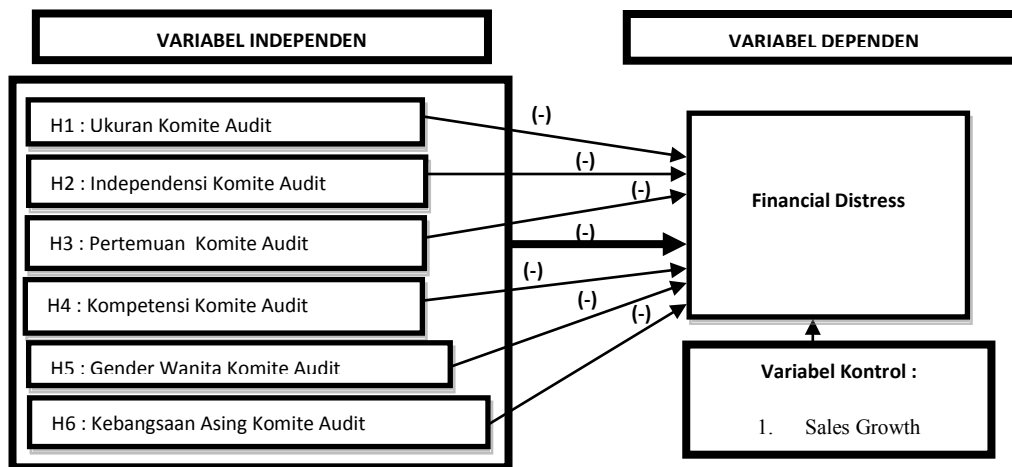 VARIABEL INDEPENDEN
VARIABEL DEPENDEN
H1 : Ukuran Komite Audit
H2 : Independensi Komite Audit
H3 : Pertemuan Komite Audit
H4 : Kompetensi Komite Audit
H5 : Gender Wanita Komite Audit
H6 : Kebangsaan Asing Komite Audit
(-)
(-)
(-)
(-)
(-)
(-)
(-)
Financial Distress
Variabel Kontrol :
1. Sales Growth